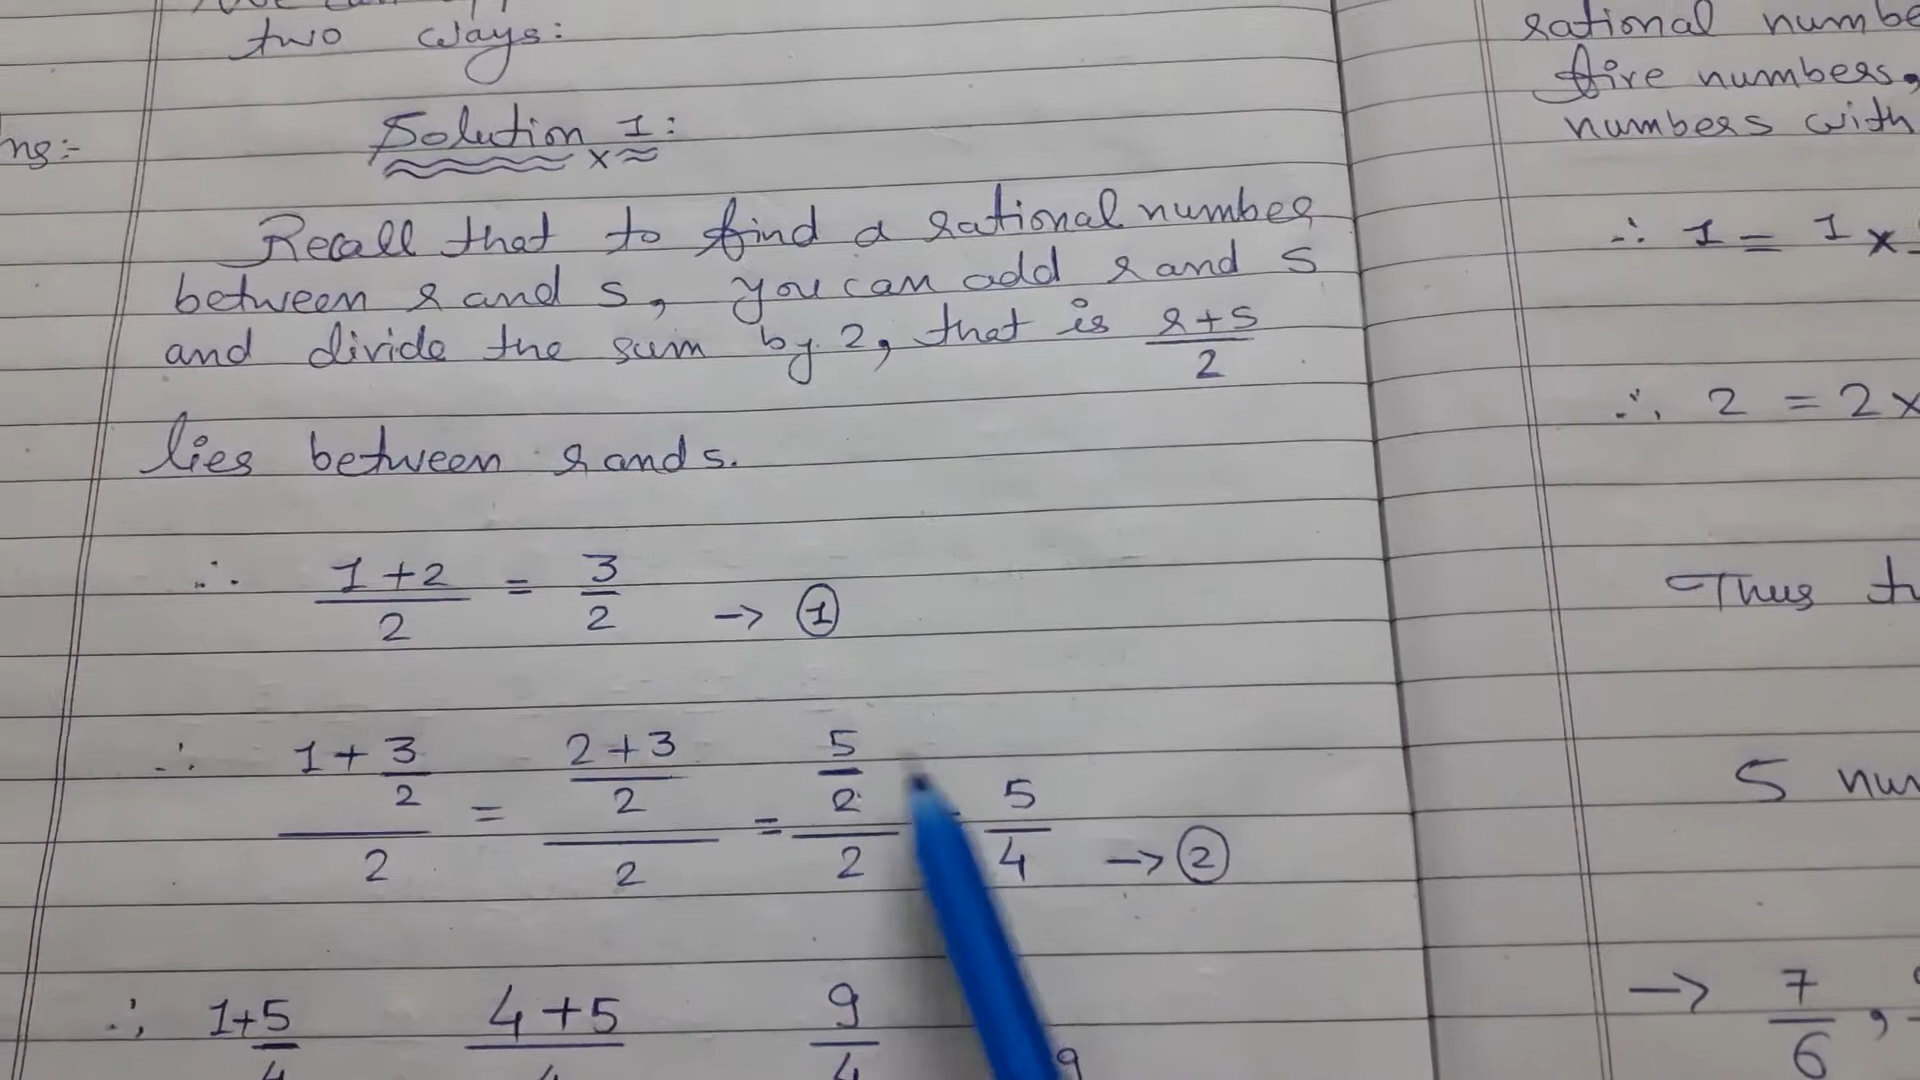 two ways:
Solution 1:
ng:-
Recall that to find a rational number
between r and s, you can add r and s
and divide the sum by 2, that is r+s/2
lies between r and s.
∴ 1+2/2 = 3/2 → ①
∴ (1+3/2)/2 = ((2+3)/2)/2 = (5/2)/2 5/4 → ②
∴ 1+5/4 4+5/4 9/4 9
rational numbe
five numbers,
numbers with
∴ 1 = 1 ×
∴ 2 = 2 ×
Thus
5
→ 7/6 ,